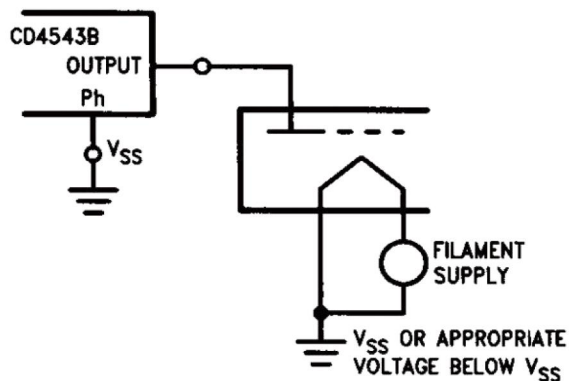 CD4543B
OUTPUT
Ph
VSS
FILAMENT
SUPPLY
VSS OR APPROPRIATE
VOLTAGE BELOW VSS